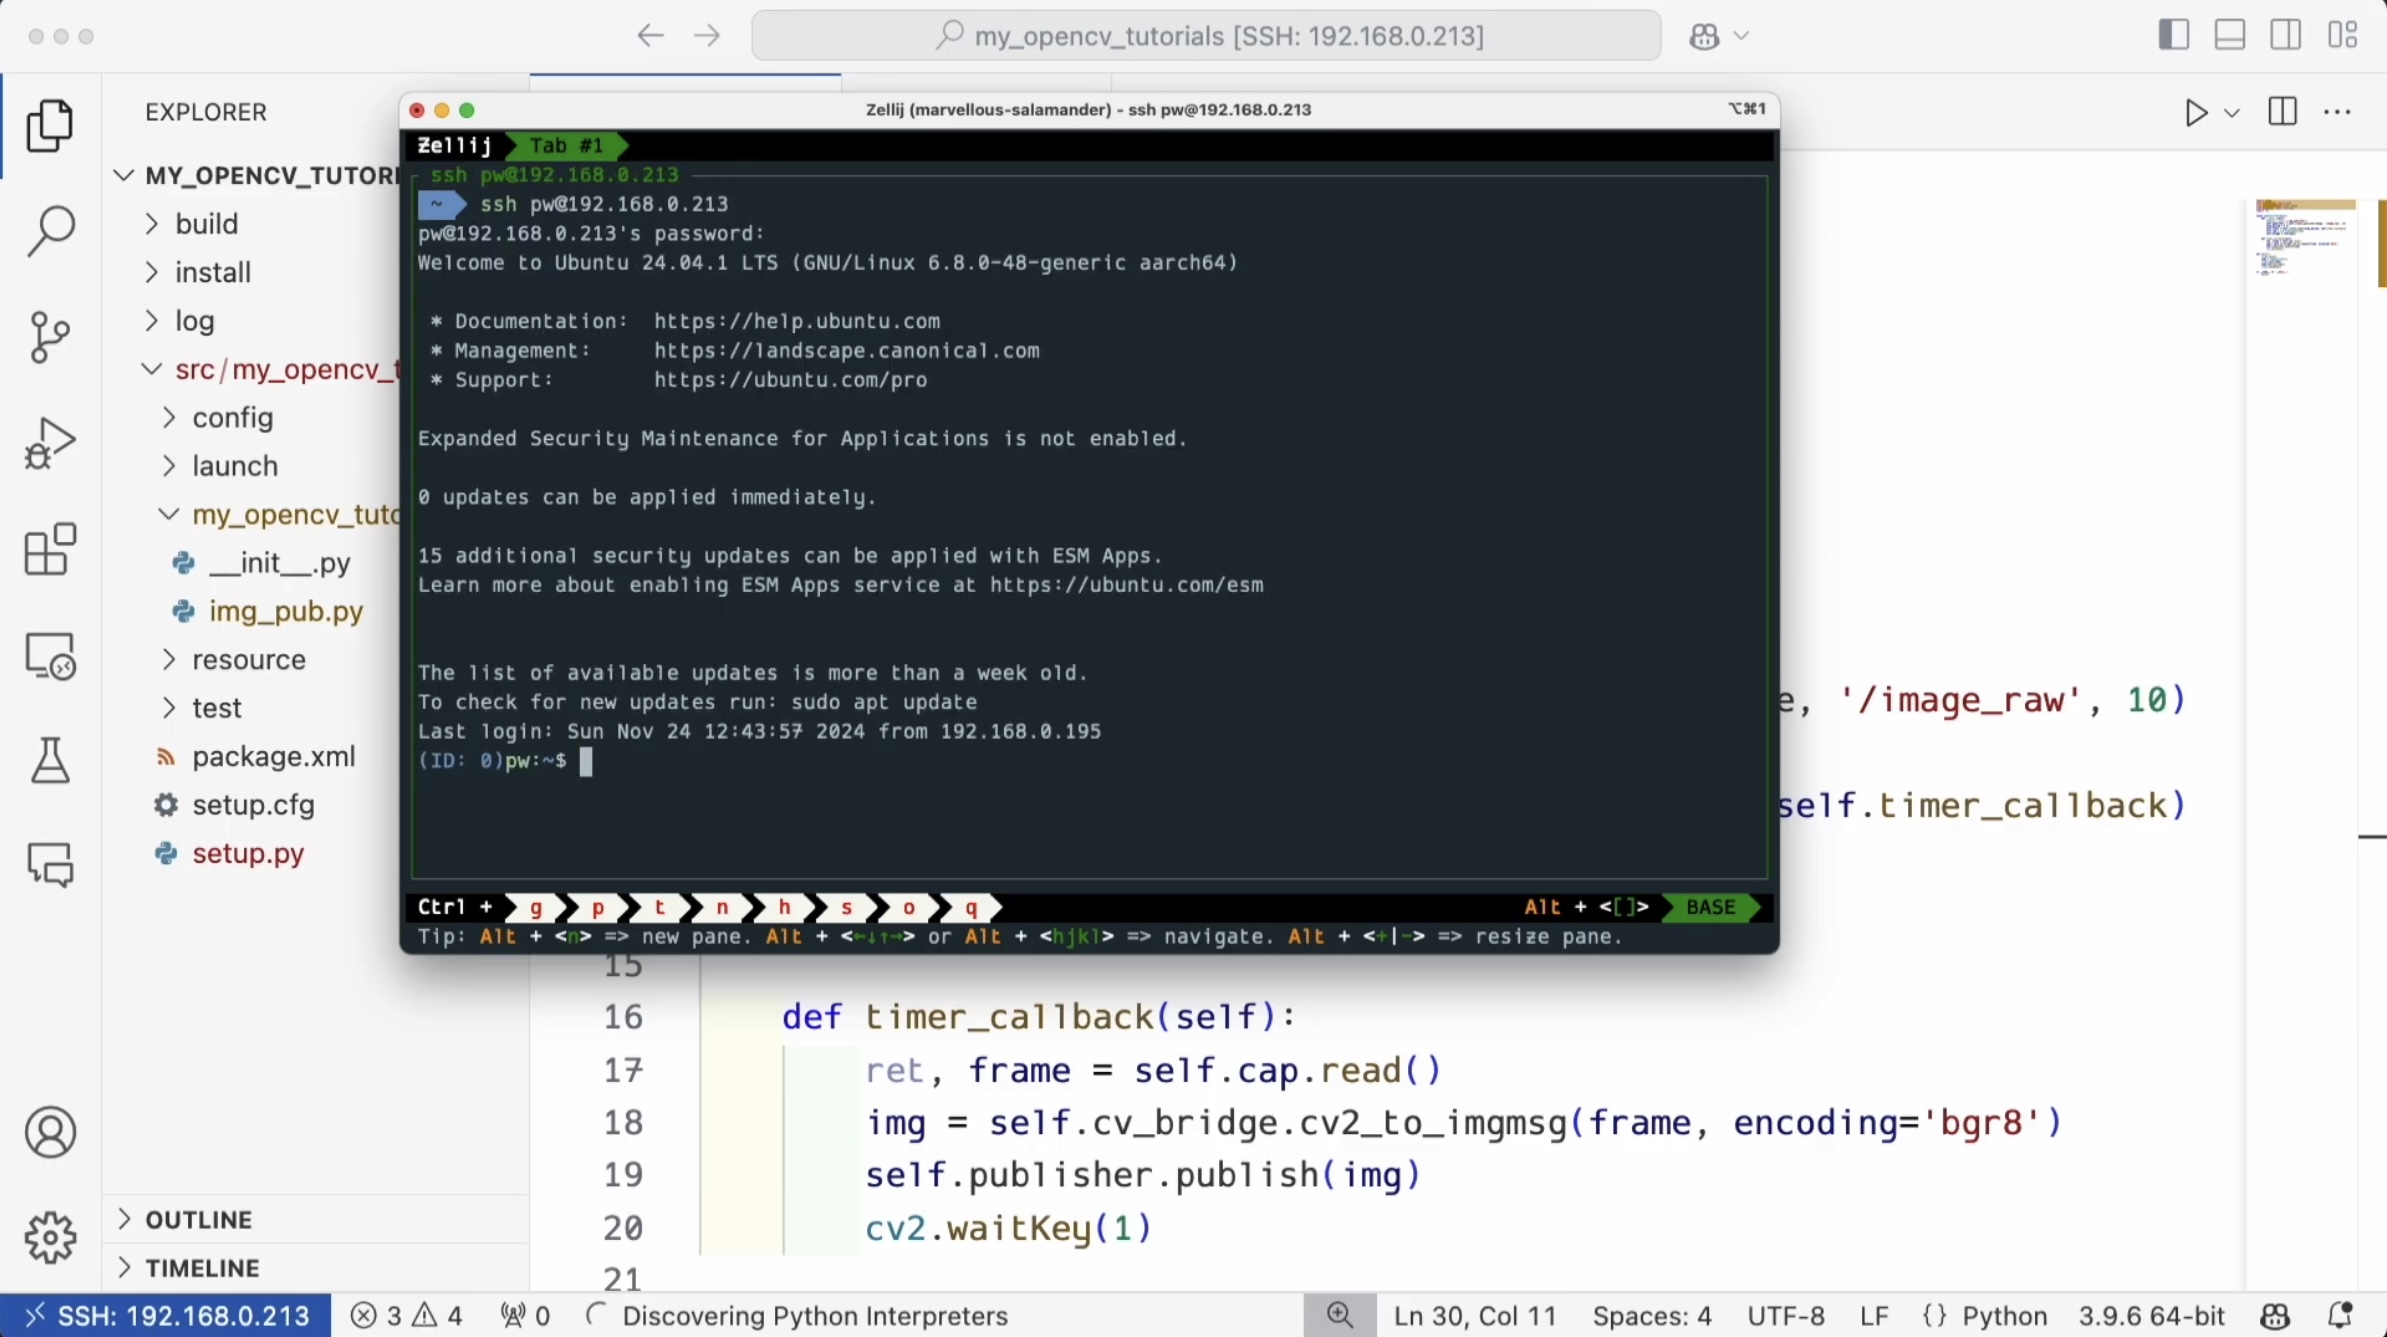 my_opencv_tutorials [SSH: 192.168.0.213]
EXPLORER
MY_OPENCV_TUTORI
build
install
log
src/my_opencv_t
config
launch
my_opencv_tuto
__init__.py
img_pub.py
resource
test
package.xml
setup.cfg
setup.py
OUTLINE
TIMELINE
Zellij (marvellous-salamander) - ssh pw@192.168.0.213
⌥⌘1
Zellij Tab #1
ssh pw@192.168.0.213
~ ssh pw@192.168.0.213
pw@192.168.0.213's password:
Welcome to Ubuntu 24.04.1 LTS (GNU/Linux 6.8.0-48-generic aarch64)
* Documentation: https://help.ubuntu.com
* Management: https://landscape.canonical.com
* Support: https://ubuntu.com/pro
Expanded Security Maintenance for Applications is not enabled.
0 updates can be applied immediately.
15 additional security updates can be applied with ESM Apps.
Learn more about enabling ESM Apps service at https://ubuntu.com/esm
The list of available updates is more than a week old.
To check for new updates run: sudo apt update
Last login: Sun Nov 24 12:43:57 2024 from 192.168.0.195
(ID: 0)pw:~$
Ctrl + g p t n h s o q Alt + <[]> BASE
Tip: Alt + <n> => new pane. Alt + <←↓↑→> or Alt + <hjkl> => navigate. Alt + <+|-> => resize pane.
e, '/image_raw', 10)
self.timer_callback)
15
16 def timer_callback(self):
17 ret, frame = self.cap.read()
18 img = self.cv_bridge.cv2_to_imgmsg(frame, encoding='bgr8')
19 self.publisher.publish(img)
20 cv2.waitKey(1)
21
SSH: 192.168.0.213 3 4 0 Discovering Python Interpreters Ln 30, Col 11 Spaces: 4 UTF-8 LF {} Python 3.9.6 64-bit